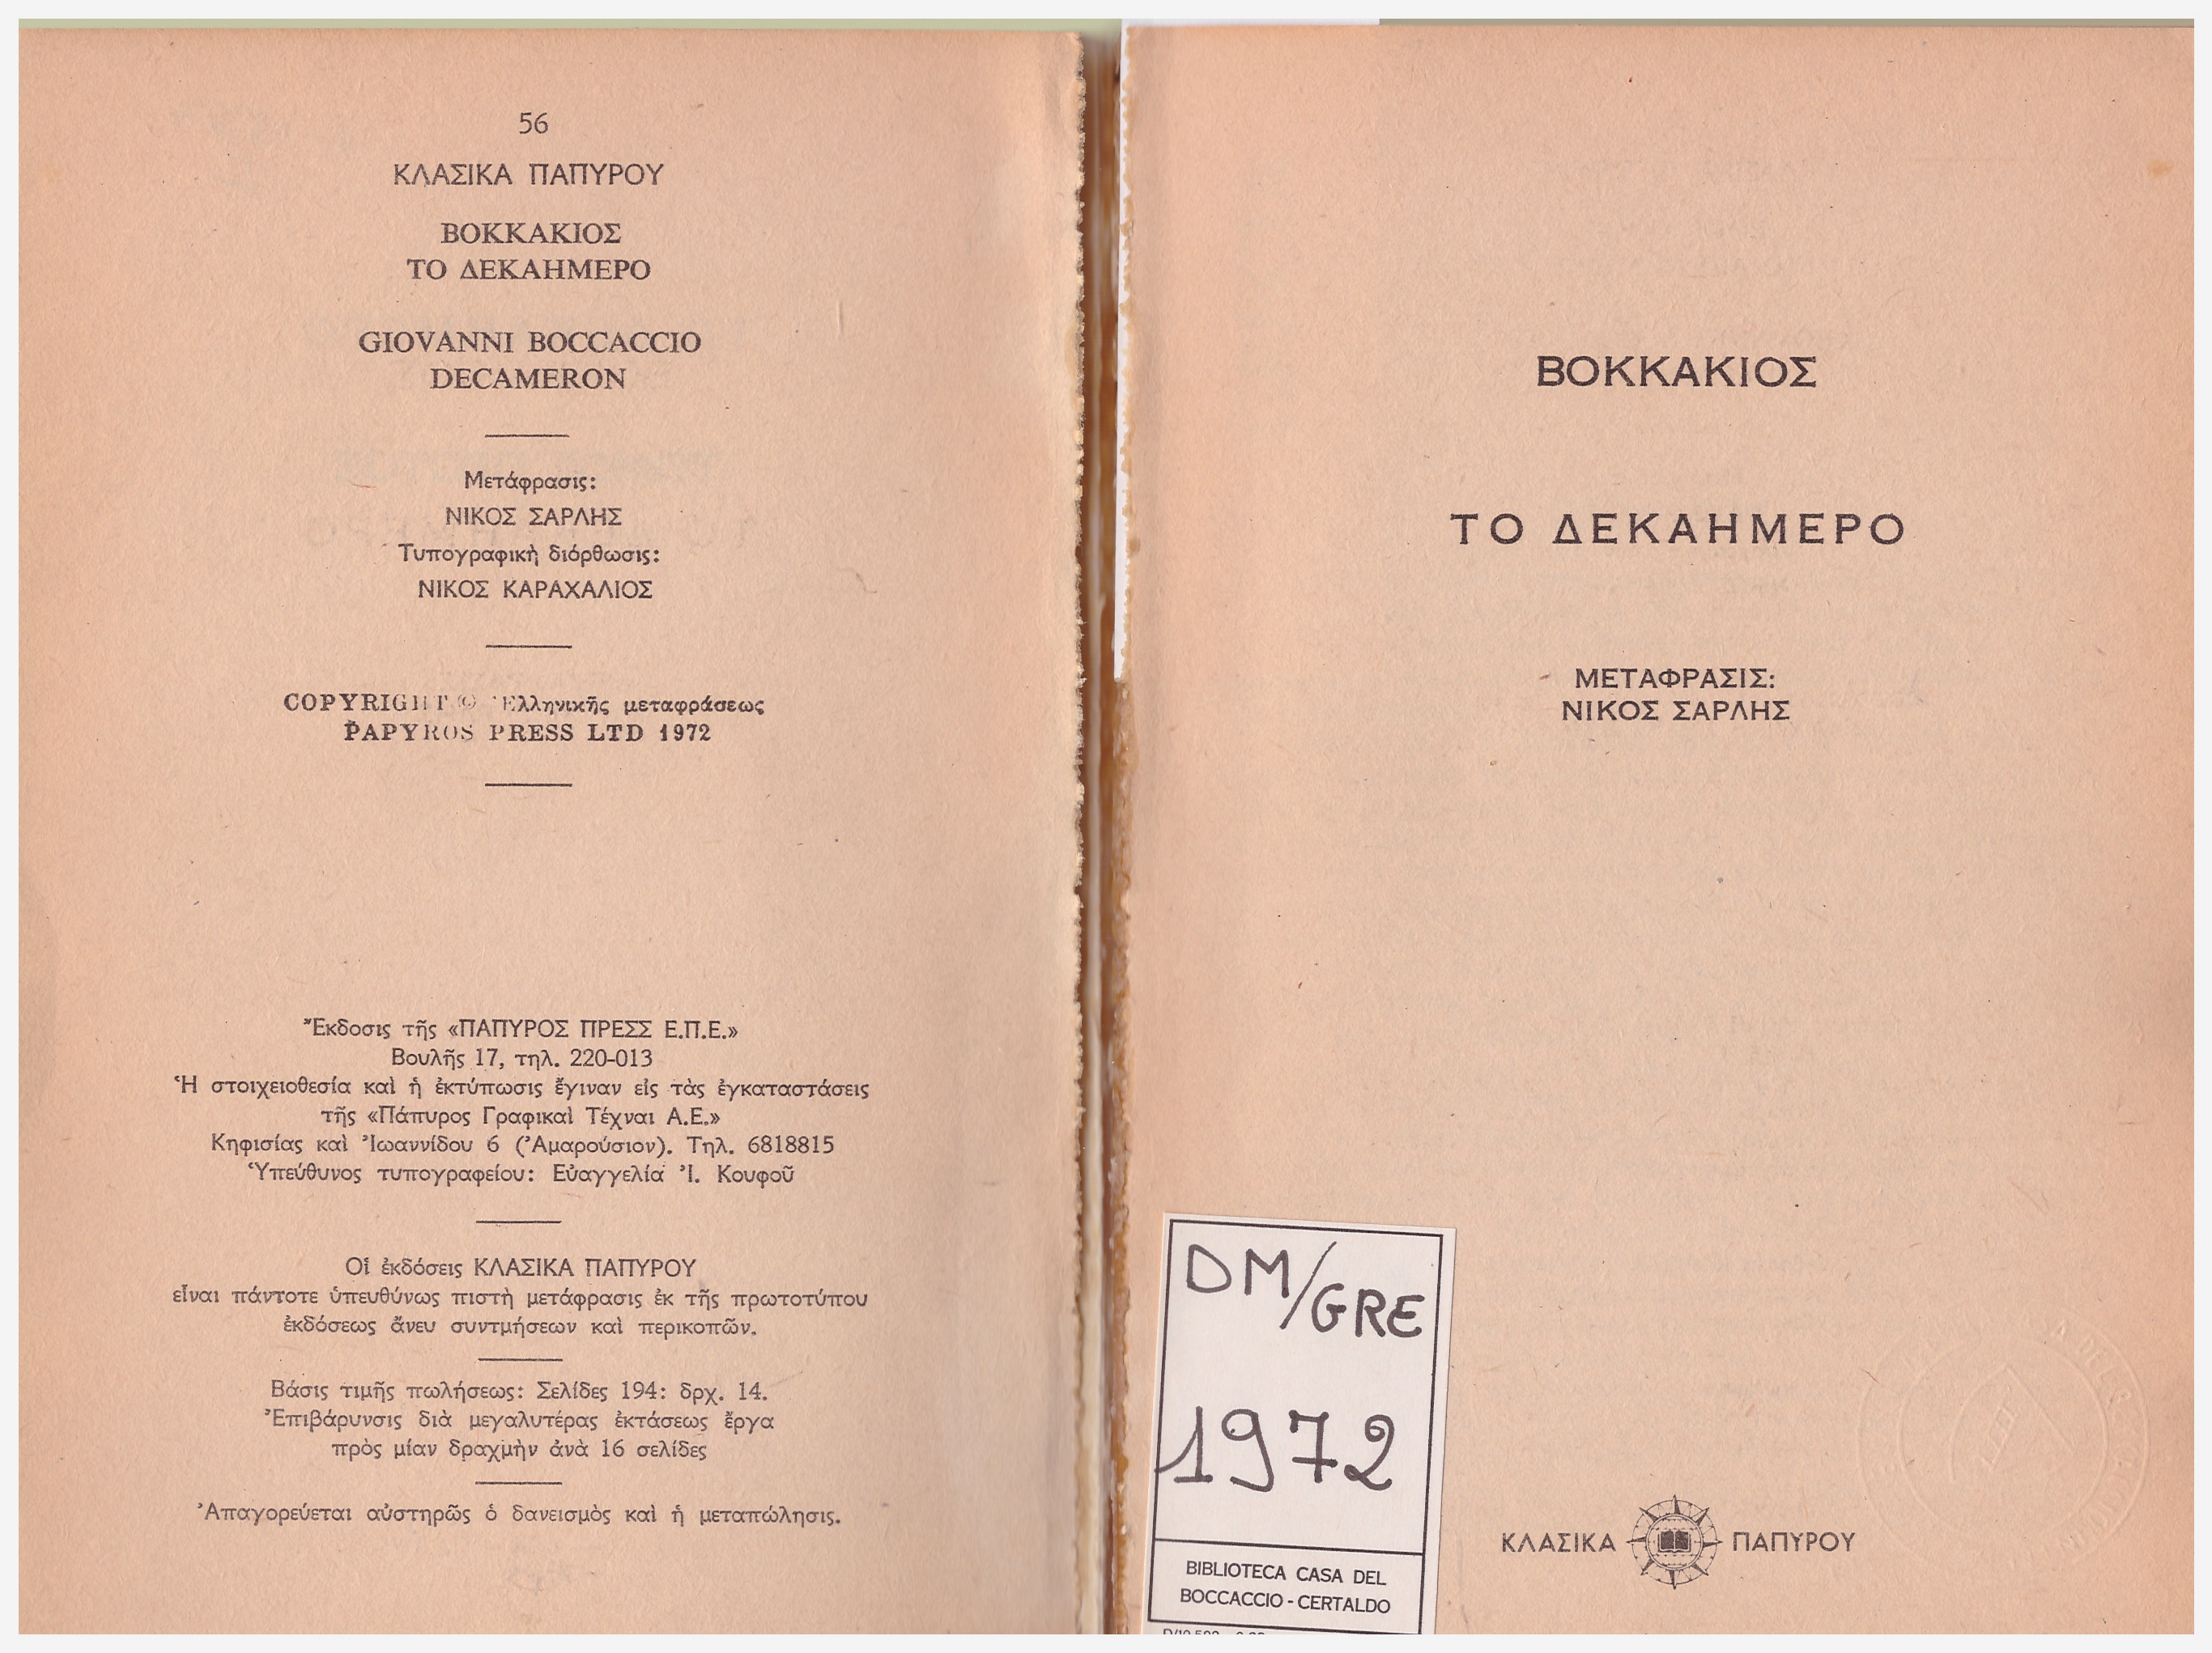 56
ΚΛΑΣΙΚΑ ΠΑΠΥΡΟΥ
ΒΟΚΚΑΚΙΟΣ
ΤΟ ΔΕΚΑΗΜΕΡΟ
GIOVANNI BOCCACCIO
DECAMERON
Μετάφρασις:
ΝΙΚΟΣ ΣΑΡΛΗΣ
Τυπογραφικὴ διόρθωσις:
ΝΙΚΟΣ ΚΑΡΑΧΑΛΙΟΣ
COPYRIGHT © Ἑλληνικῆς μεταφράσεως
PAPYROS PRESS LTD 1972
Ἔκδοσις τῆς «ΠΑΠΥΡΟΣ ΠΡΕΣΣ Ε.Π.Ε.»
Βουλῆς 17, τηλ. 220-013
Ἡ στοιχειοθεσία καὶ ἡ ἐκτύπωσις ἔγιναν εἰς τὰς ἐγκαταστάσεις
τῆς «Πάπυρος Γραφικαὶ Τέχναι Α.Ε.»
Κηφισίας καὶ Ἰωαννίδου 6 (Ἀμαρούσιον). Τηλ. 6818815
Ὑπεύθυνος τυπογραφείου: Εὐαγγελία Ἰ. Κουφοῦ
Οἱ ἐκδόσεις ΚΛΑΣΙΚΑ ΠΑΠΥΡΟΥ
εἶναι πάντοτε ὑπευθύνως πιστὴ μετάφρασις ἐκ τῆς πρωτοτύπου
ἐκδόσεως ἄνευ συντμήσεων καὶ περικοπῶν.
Βάσις τιμῆς πωλήσεως: Σελίδες 194: δρχ. 14.
Ἐπιβάρυνσις διὰ μεγαλυτέρας ἐκτάσεως ἔργα
πρὸς μίαν δραχμὴν ἀνὰ 16 σελίδες
Ἀπαγορεύεται αὐστηρῶς ὁ δανεισμὸς καὶ ἡ μεταπώλησις.
ΒΟΚΚΑΚΙΟΣ
ΤΟ ΔΕΚΑΗΜΕΡΟ
ΜΕΤΑΦΡΑΣΙΣ:
ΝΙΚΟΣ ΣΑΡΛΗΣ
DM/GRE
1972
BIBLIOTECA CASA DEL
BOCCACCIO - CERTALDO
ΚΛΑΣΙΚΑ ΠΑΠΥΡΟΥ